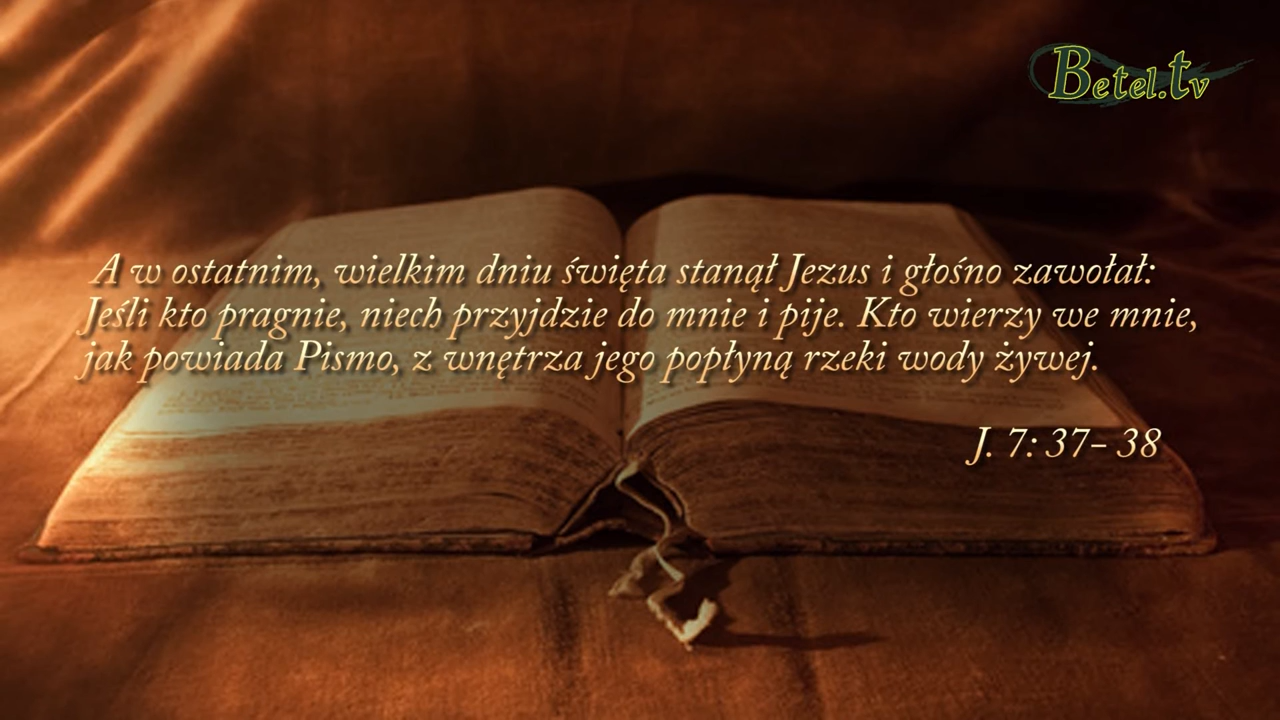 Betel.tv
A w ostatnim, wielkim dniu święta stanął Jezus i głośno zawołał:
Jeśli kto pragnie, niech przyjdzie do mnie i pije. Kto wierzy we mnie,
jak powiada Pismo, z wnętrza jego popłyną rzeki wody żywej.
J. 7: 37– 38